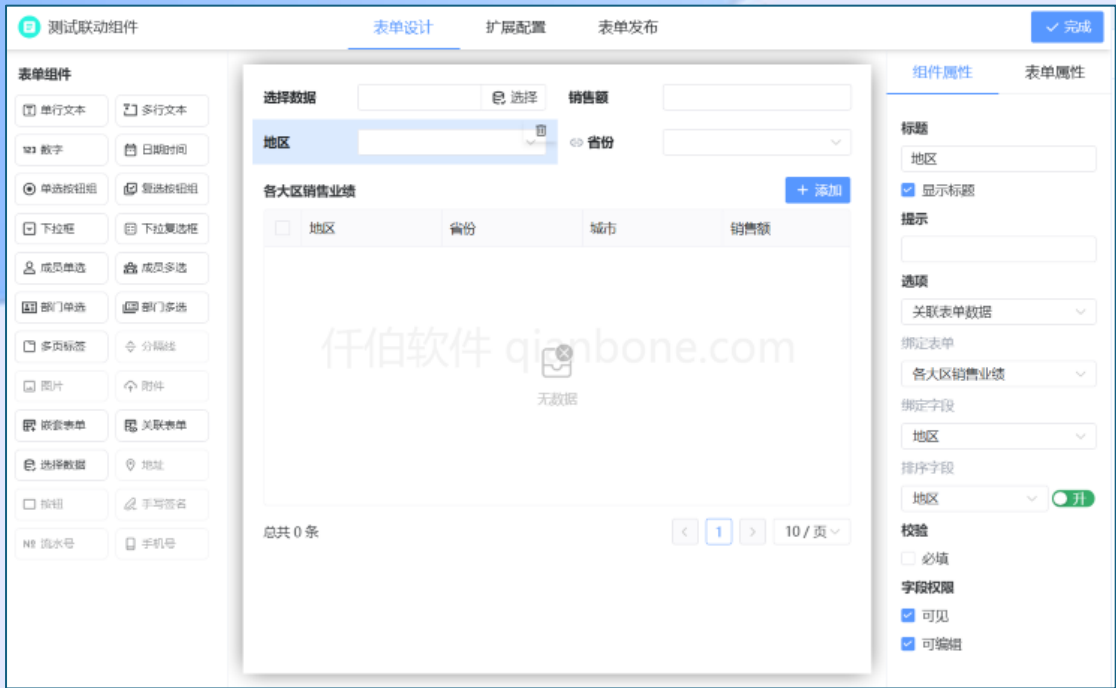 测试联动组件
表单设计 扩展配置 表单发布
完成
表单组件
单行文本 多行文本
123 数字 日期时间
单选按钮组 复选按钮组
下拉框 下拉复选框
成员单选 成员多选
部门单选 部门多选
多页标签 分隔线
图片 附件
嵌套表单 关联表单
选择数据 地址
按钮 手写签名
Nº 流水号 手机号
选择数据 选择 销售额
地区 省份
各大区销售业绩 + 添加
地区 省份 城市 销售额
仟伯软件 qianbone.com
无数据
总共 0 条 < 1 > 10 / 页
组件属性 表单属性
标题
地区
显示标题
提示
选项
关联表单数据
绑定表单
各大区销售业绩
绑定字段
地区
排序字段
地区 升
校验
必填
字段权限
可见
可编辑